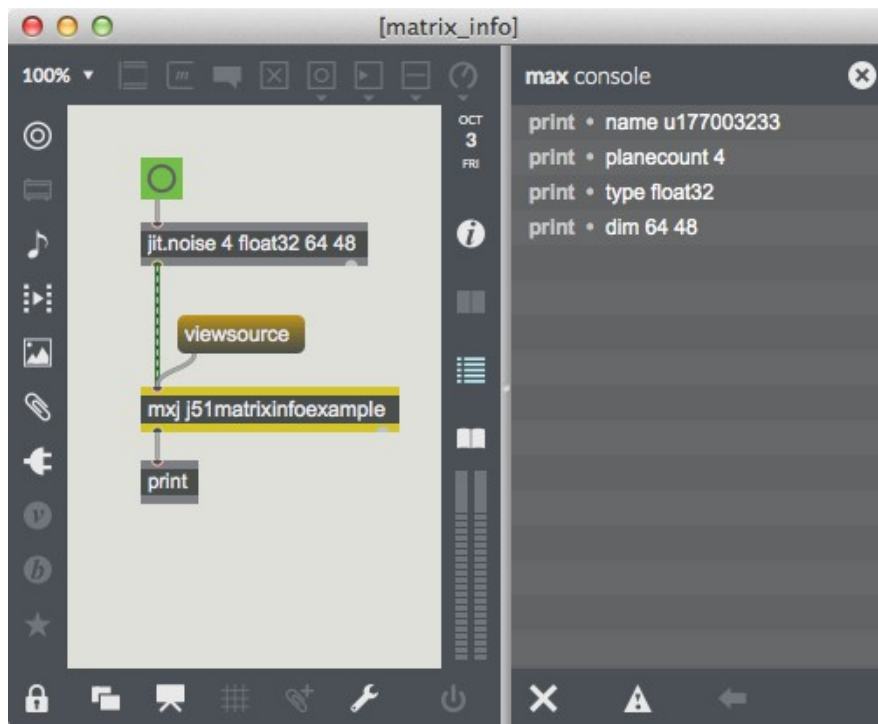 [matrix_info]
100%
m
OCT
3
FRI
jit.noise 4 float32 64 48
viewsource
mxj j51matrixinfoexample
print
i
v
b
max console
print • name u177003233
print • planecount 4
print • type float32
print • dim 64 48